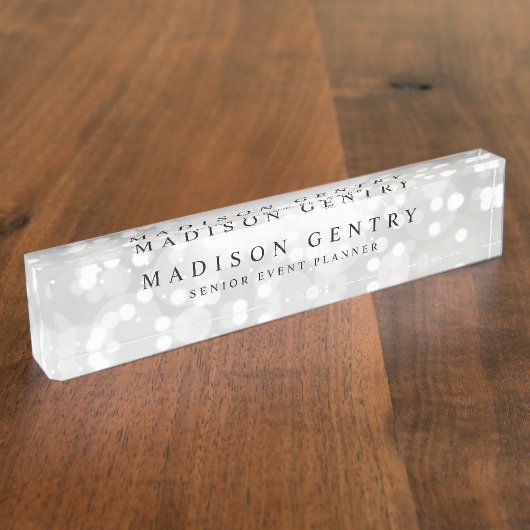 MADISON GENTRY
SENIOR EVENT PLANNER